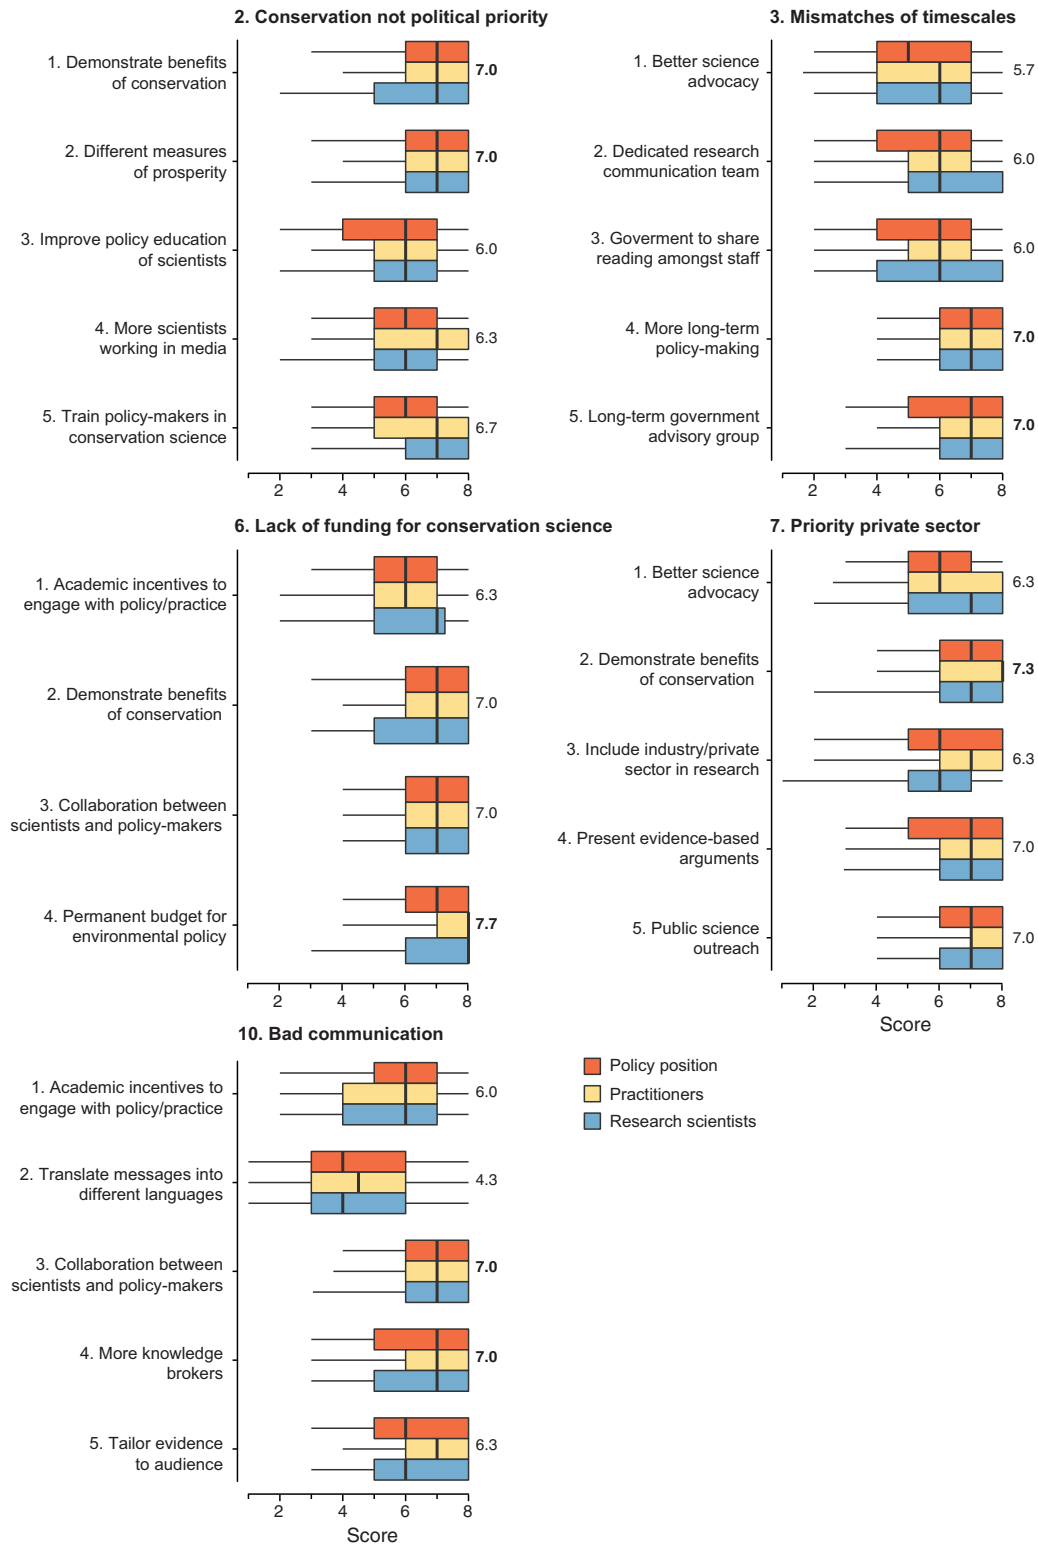 2. Conservation not political priority
1. Demonstrate benefits
of conservation
7.0
2. Different measures
of prosperity
7.0
3. Improve policy education
of scientists
6.0
4. More scientists
working in media
6.3
5. Train policy-makers in
conservation science
6.7
2 4 6 8
3. Mismatches of timescales
1. Better science
advocacy
5.7
2. Dedicated research
communication team
6.0
3. Goverment to share
reading amongst staff
6.0
4. More long-term
policy-making
7.0
5. Long-term government
advisory group
7.0
2 4 6 8
6. Lack of funding for conservation science
1. Academic incentives to
engage with policy/practice
6.3
2. Demonstrate benefits
of conservation
7.0
3. Collaboration between
scientists and policy-makers
7.0
4. Permanent budget for
environmental policy
7.7
2 4 6 8
7. Priority private sector
1. Better science
advocacy
6.3
2. Demonstrate benefits
of conservation
7.3
3. Include industry/private
sector in research
6.3
4. Present evidence-based
arguments
7.0
5. Public science
outreach
7.0
2 4 6 8
Score
10. Bad communication
1. Academic incentives to
engage with policy/practice
6.0
2. Translate messages into
different languages
4.3
3. Collaboration between
scientists and policy-makers
7.0
4. More knowledge
brokers
7.0
5. Tailor evidence
to audience
6.3
2 4 6 8
Score
Policy position
Practitioners
Research scientists